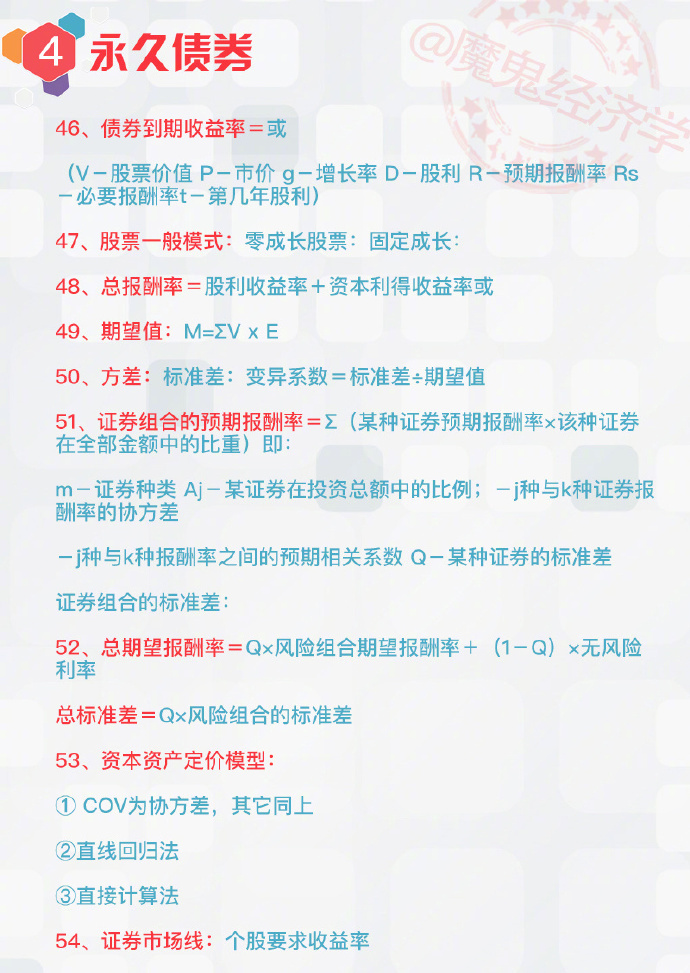 4 永久债券
@魔鬼经济学
46、债券到期收益率＝或
（V－股票价值 P－市价 g－增长率 D－股利 R－预期报酬率 Rs
－必要报酬率t－第几年股利）
47、股票一般模式：零成长股票：固定成长：
48、总报酬率＝股利收益率＋资本利得收益率或
49、期望值：M=ΣV x E
50、方差：标准差：变异系数＝标准差÷期望值
51、证券组合的预期报酬率＝Σ（某种证券预期报酬率×该种证券
在全部金额中的比重）即：
m－证券种类 Aj－某证券在投资总额中的比例；－j种与k种证券报
酬率的协方差
－j种与k种报酬率之间的预期相关系数 Q－某种证券的标准差
证券组合的标准差：
52、总期望报酬率＝Q×风险组合期望报酬率＋（1－Q）×无风险
利率
总标准差＝Q×风险组合的标准差
53、资本资产定价模型：
① COV为协方差，其它同上
②直线回归法
③直接计算法
54、证券市场线：个股要求收益率